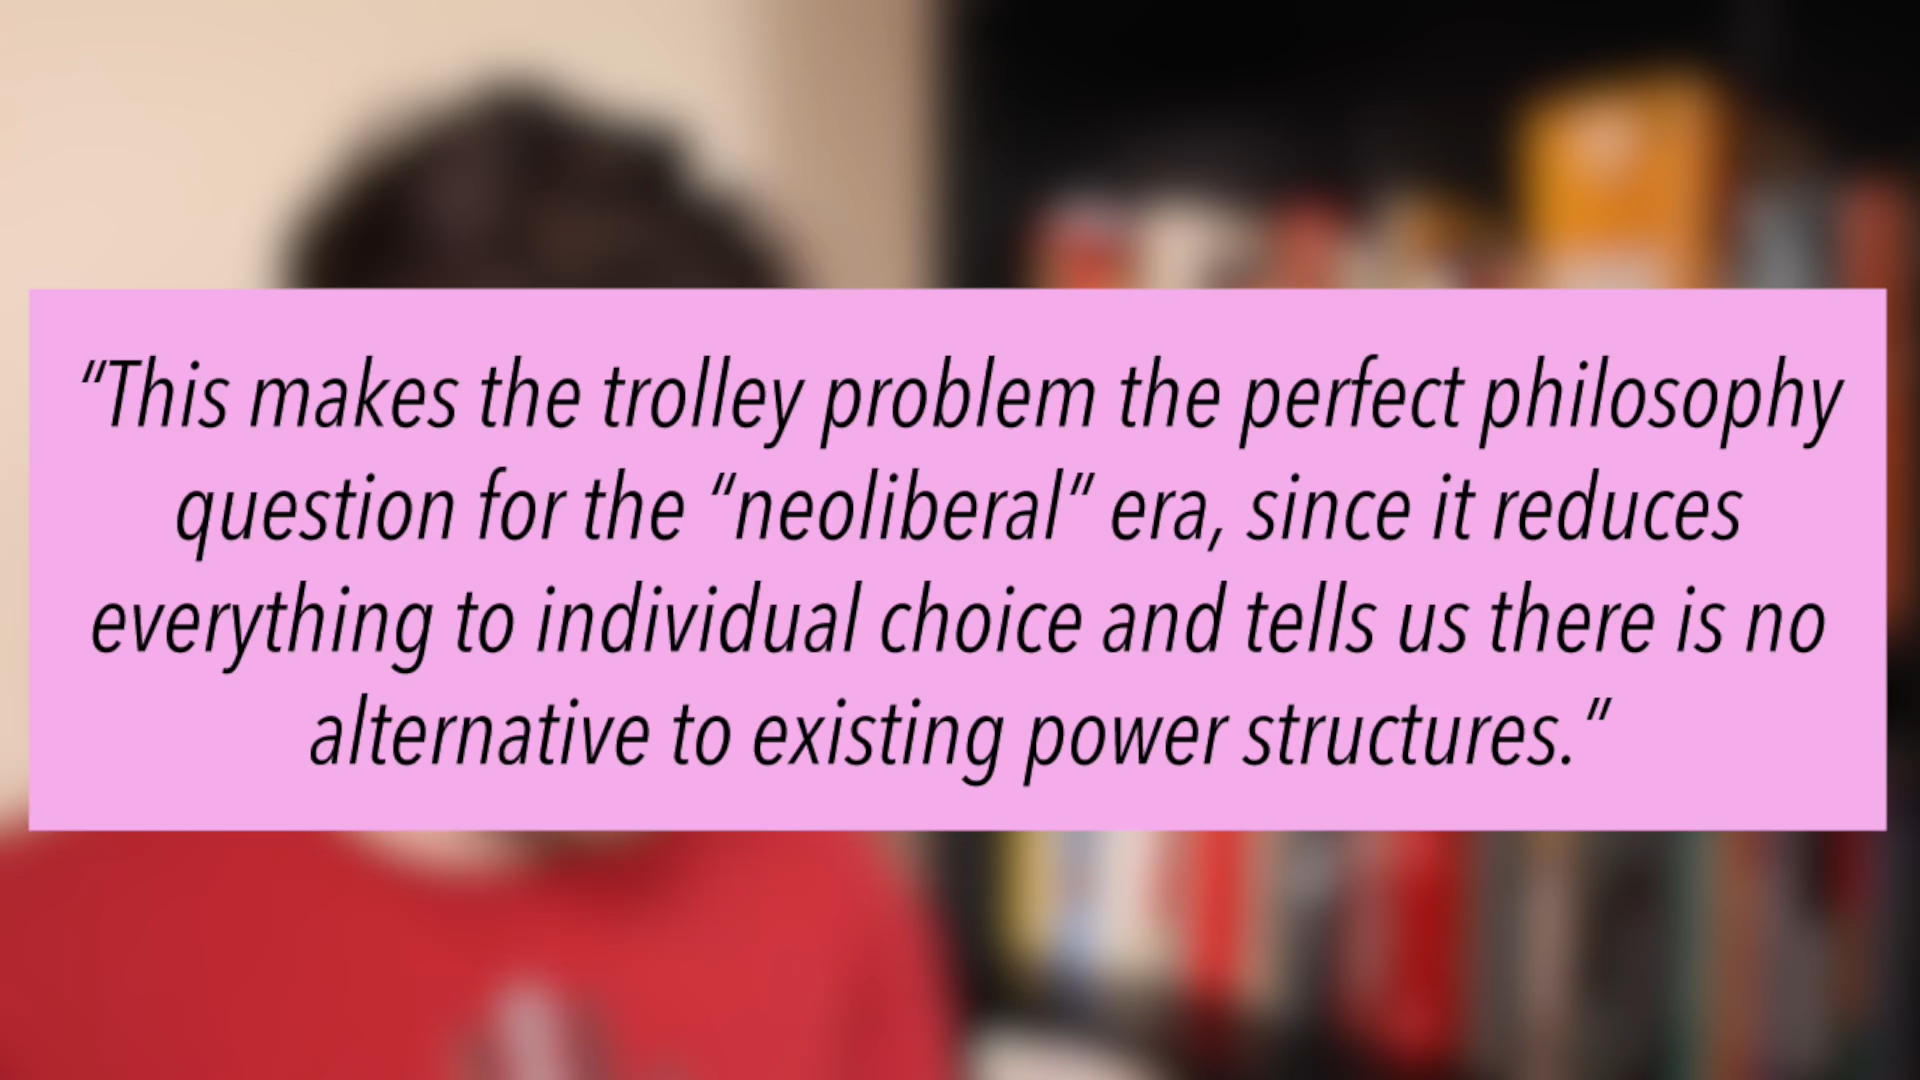 “This makes the trolley problem the perfect philosophy
question for the “neoliberal” era, since it reduces
everything to individual choice and tells us there is no
alternative to existing power structures.”